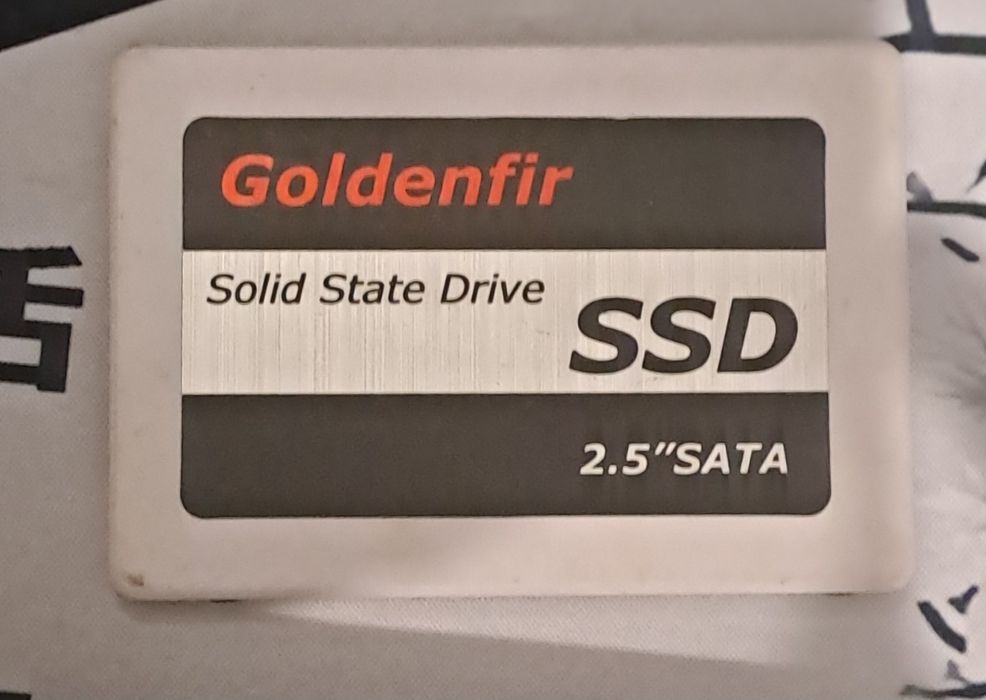 Goldenfir
Solid State Drive
SSD
2.5"SATA